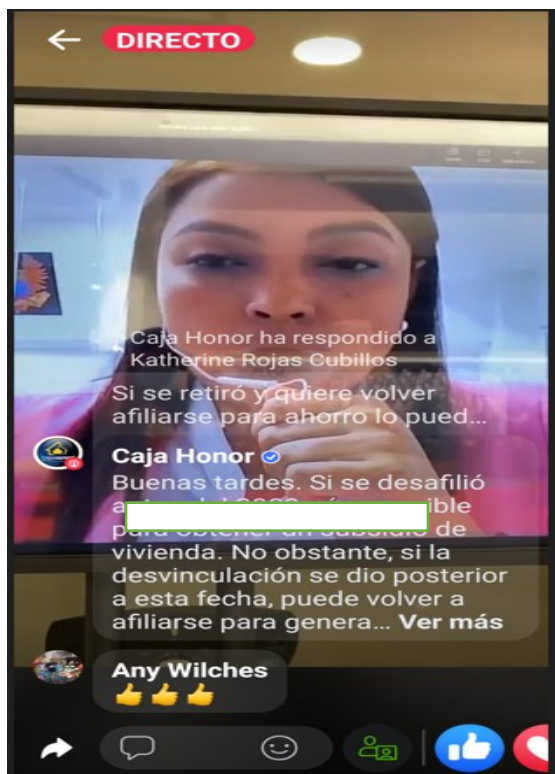 DIRECTO
Caja Honor ha respondido a
Katherine Rojas Cubillos
Si se retiró y quiere volver
afiliarse para ahorro lo pued...
Caja Honor
Buenas tardes. Si se desafilió
para obtener un subsidio de
vivienda. No obstante, si la
desvinculación se dio posterior
a esta fecha, puede volver a
afiliarse para genera... Ver más
Any Wilches